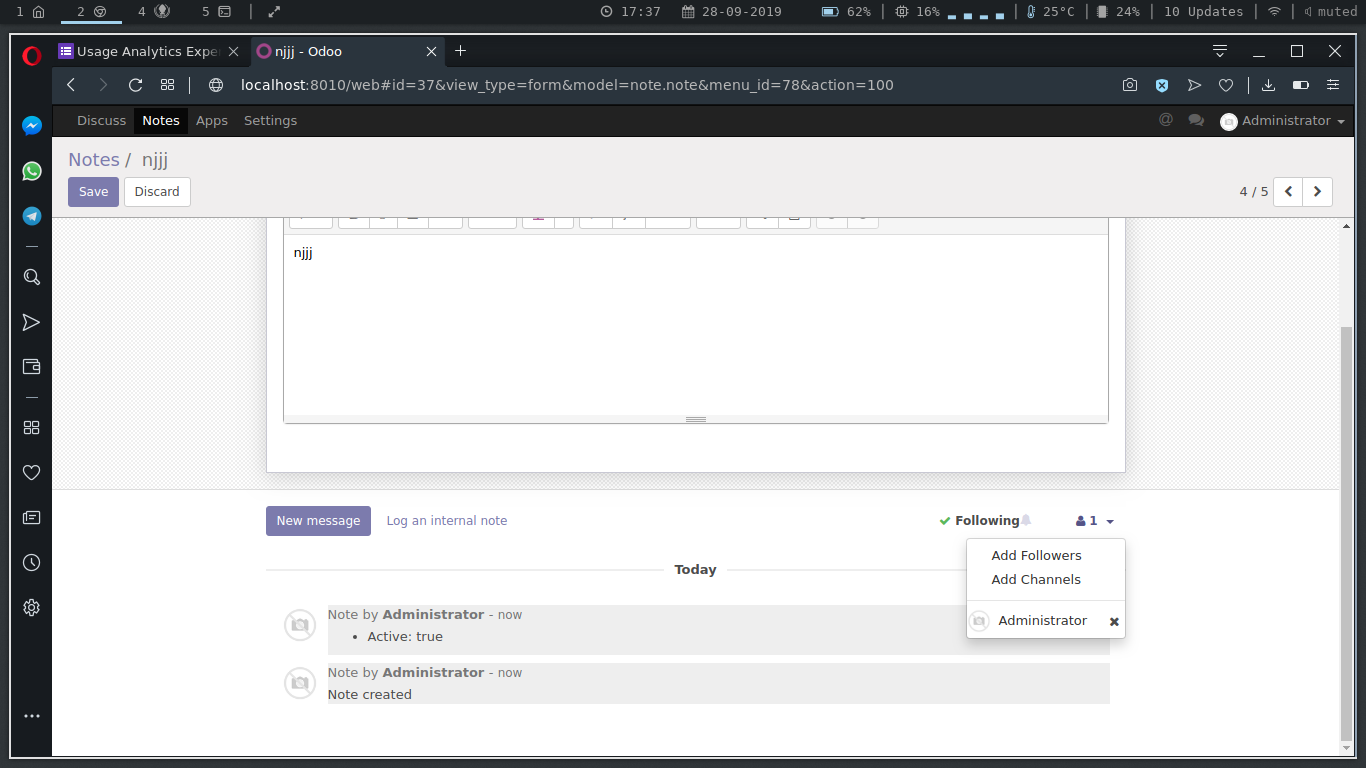 1 2 4 5 17:37 28-09-2019 62% 16% 25°C 24% 10 Updates muted
Usage Analytics Expe njjj - Odoo
localhost:8010/web#id=37&view_type=form&model=note.note&menu_id=78&action=100
Discuss Notes Apps Settings @ Administrator
Notes / njjj
Save Discard 4 / 5
njjj
New message Log an internal note Following 1
Add Followers
Add Channels
Today
Note by Administrator - now
Administrator
• Active: true
Note by Administrator - now
Note created